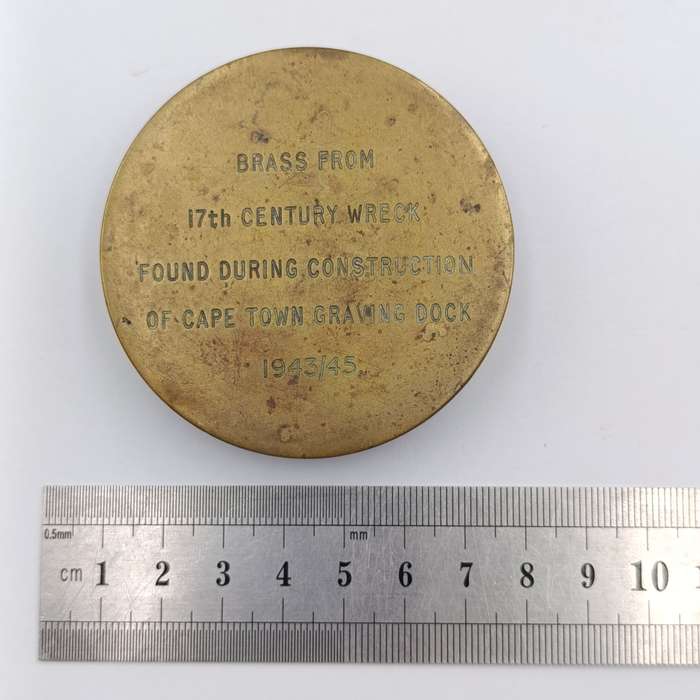 BRASS FROM
17th CENTURY WRECK
FOUND DURING CONSTRUCTION
OF CAPE TOWN GRAVING DOCK
1943/45
0.5mm
mm
cm 1 2 3 4 5 6 7 8 9 10